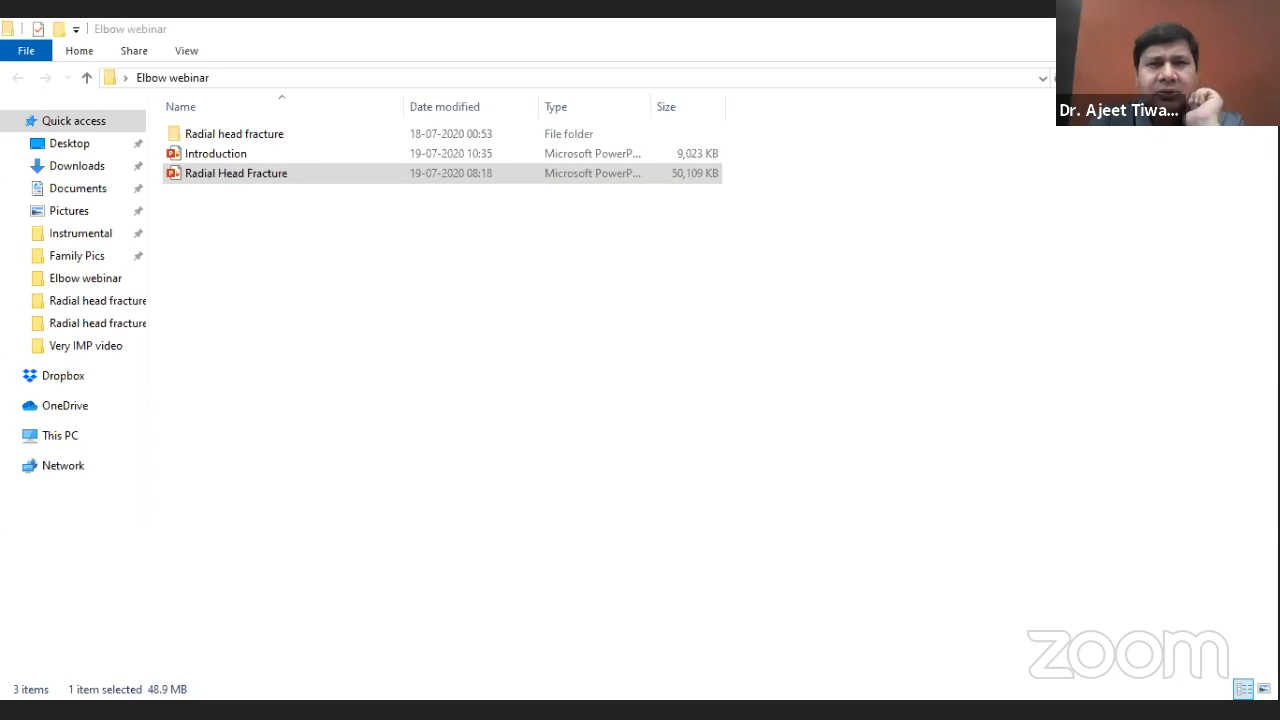 Elbow webinar
File Home Share View
Elbow webinar
Name Date modified Type Size
Quick access
Radial head fracture 18-07-2020 00:53 File folder
Introduction 19-07-2020 10:35 Microsoft PowerP... 9,023 KB
Radial Head Fracture 19-07-2020 08:18 Microsoft PowerP... 50,109 KB
Desktop
Downloads
Documents
Pictures
Instrumental
Family Pics
Elbow webinar
Radial head fracture
Radial head fracture
Very IMP video
Dropbox
OneDrive
This PC
Network
3 items 1 item selected 48.9 MB
Dr. Ajeet Tiwa...
zoom